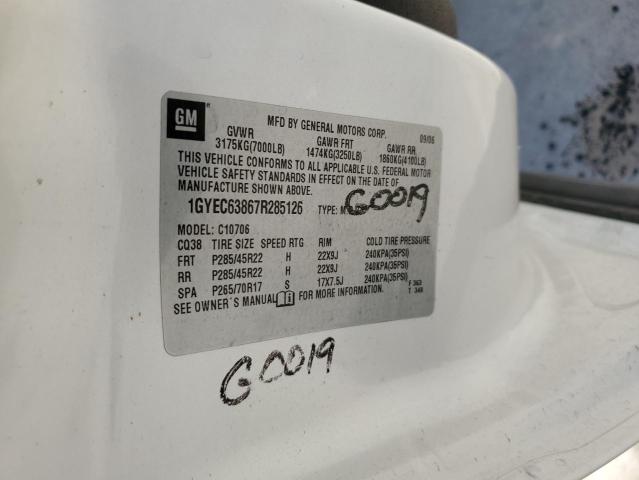 GM
MFD BY GENERAL MOTORS CORP. 09/06
GVWR GAWR FRT GAWR RR
3175KG(7000LB) 1474KG(3250LB) 1860KG(4100LB)
THIS VEHICLE CONFORMS TO ALL APPLICABLE U.S. FEDERAL MOTOR
VEHICLE SAFETY STANDARDS IN EFFECT ON THE DATE OF
MANUFACTURE SHOWN ABOVE.
1GYEC63867R285126 TYPE: G0019
MODEL: C10706
CQ38 TIRE SIZE SPEED RTG RIM COLD TIRE PRESSURE
FRT P285/45R22 H 22X9J 240KPA(35PSI)
RR P285/45R22 H 22X9J 240KPA(35PSI)
SPA P265/70R17 S 17X7.5J 240KPA(35PSI) F 363
SEE OWNER'S MANUAL FOR MORE INFORMATION. T 348
G0019